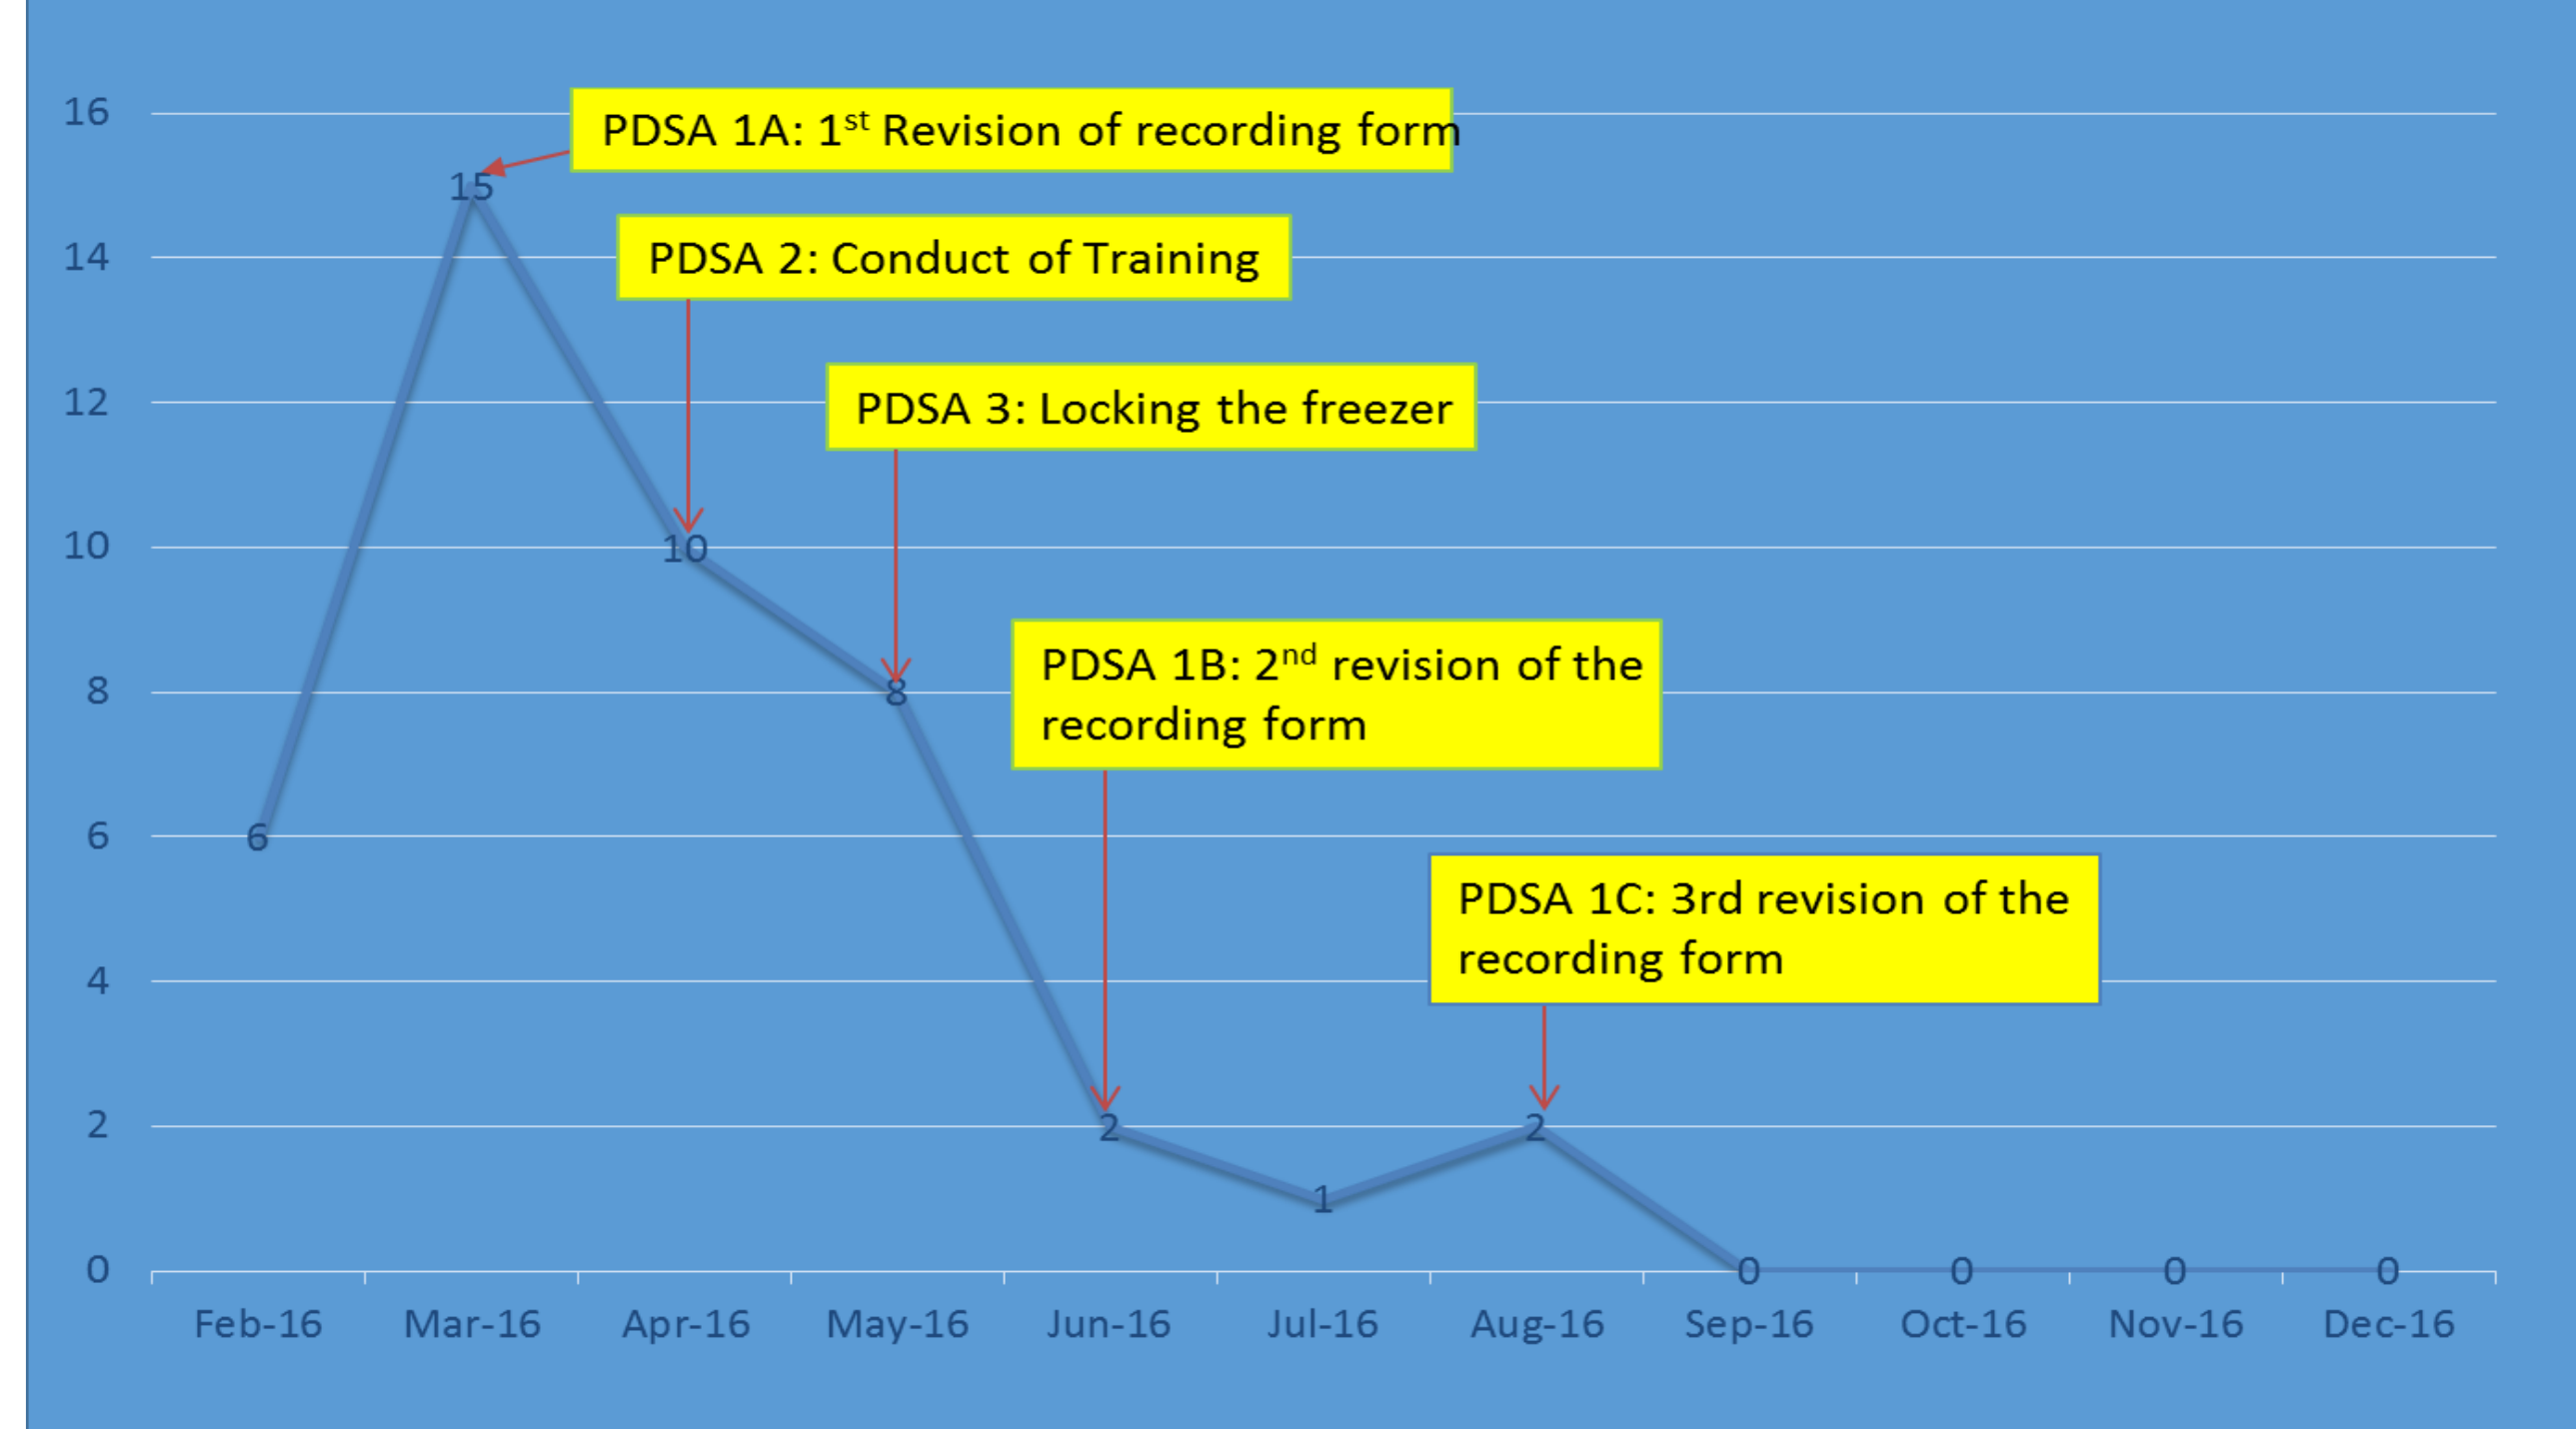 16
PDSA 1A: 1st Revision of recording form
15
14
PDSA 2: Conduct of Training
12
PDSA 3: Locking the freezer
10
10
8
8
PDSA 1B: 2nd revision of the
recording form
6
6
PDSA 1C: 3rd revision of the
recording form
4
2
2
2
1
0
0
0
0
0
Feb-16 Mar-16 Apr-16 May-16 Jun-16 Jul-16 Aug-16 Sep-16 Oct-16 Nov-16 Dec-16